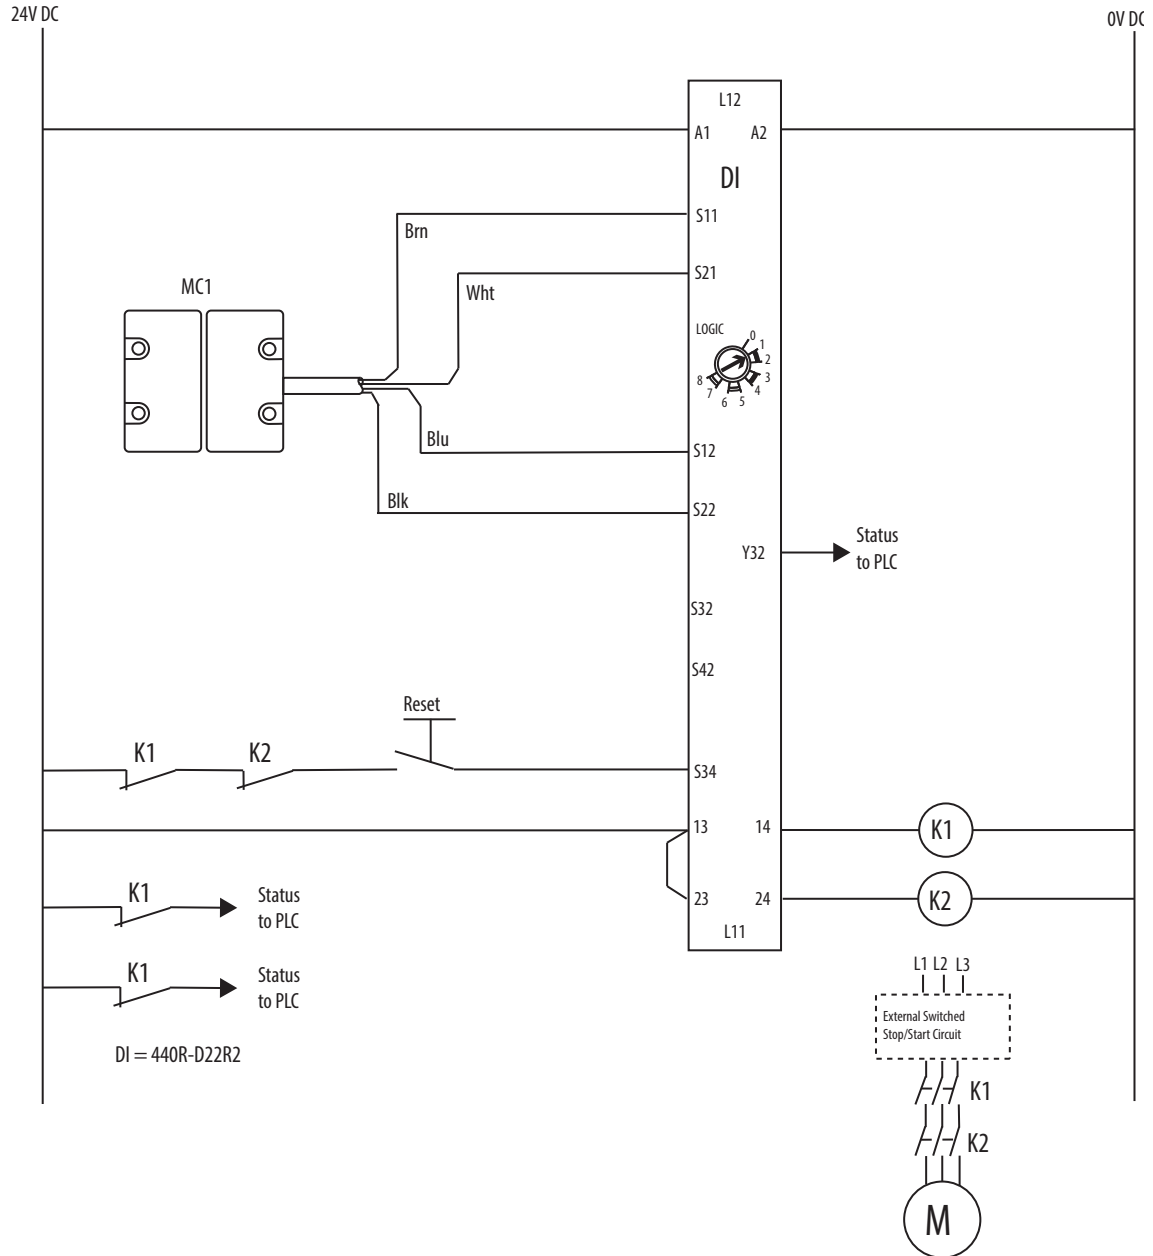 24V DC
0V DC
L12
A1
A2
DI
S11
Brn
S21
Wht
MC1
LOGIC
0
1
2
3
4
5
6
7
8
Blu
S12
Blk
S22
Y32
Status
to PLC
S32
S42
Reset
K1
K2
S34
13
14
K1
K1
Status
to PLC
23
24
K2
L11
K1
Status
to PLC
L1
L2
L3
External Switched
Stop/Start Circuit
DI = 440R-D22R2
K1
K2
M